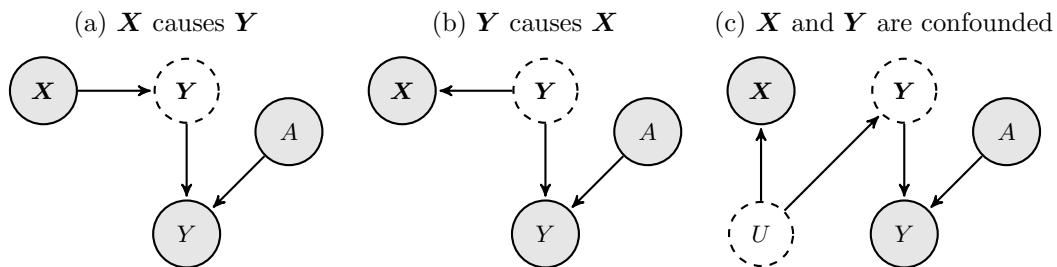 (a) X causes Y
(b) Y causes X
(c) X and Y are confounded
X
Y
A
Y
X
Y
A
Y
X
Y
A
U
Y